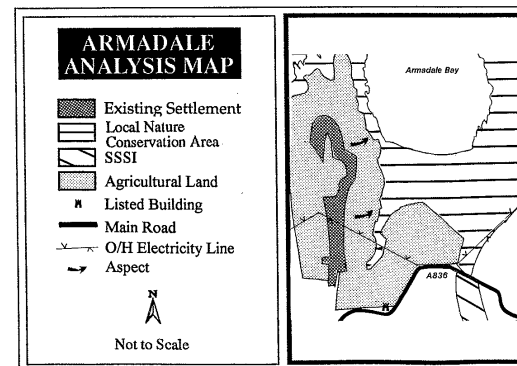 ARMADALE
ANALYSIS MAP
Existing Settlement
Local Nature
Conservation Area
SSSI
Agricultural Land
Listed Building
Main Road
O/H Electricity Line
Aspect
N
Not to Scale
Armadale Bay
A836